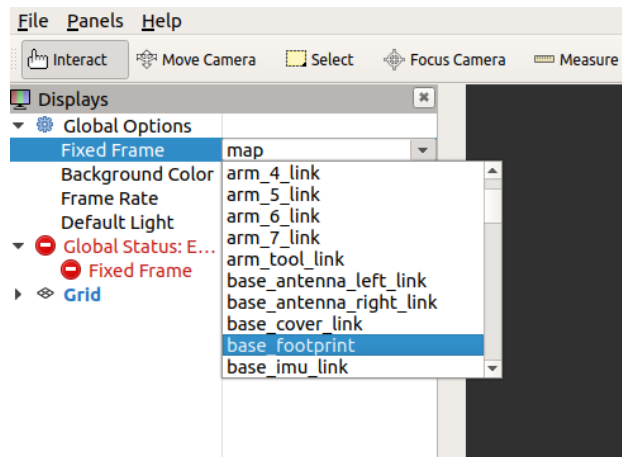 File Panels Help
Interact Move Camera Select Focus Camera Measure
Displays
Global Options
Fixed Frame map
Background Color
Frame Rate
Default Light
Global Status: E...
Fixed Frame
Grid
arm_4_link
arm_5_link
arm_6_link
arm_7_link
arm_tool_link
base_antenna_left_link
base_antenna_right_link
base_cover_link
base_footprint
base_imu_link